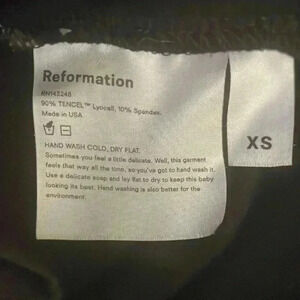 Reformation
RN143248
90% TENCEL™ Lyocell, 10% Spandex.
Made in USA
HAND WASH COLD, DRY FLAT.
Sometimes you feel a little delicate. Well, this garment
feels that way all the time, so you've got to hand wash it.
Use a delicate soap and lay flat to dry to keep this baby
looking its best. Hand washing is also better for the
environment.
XS